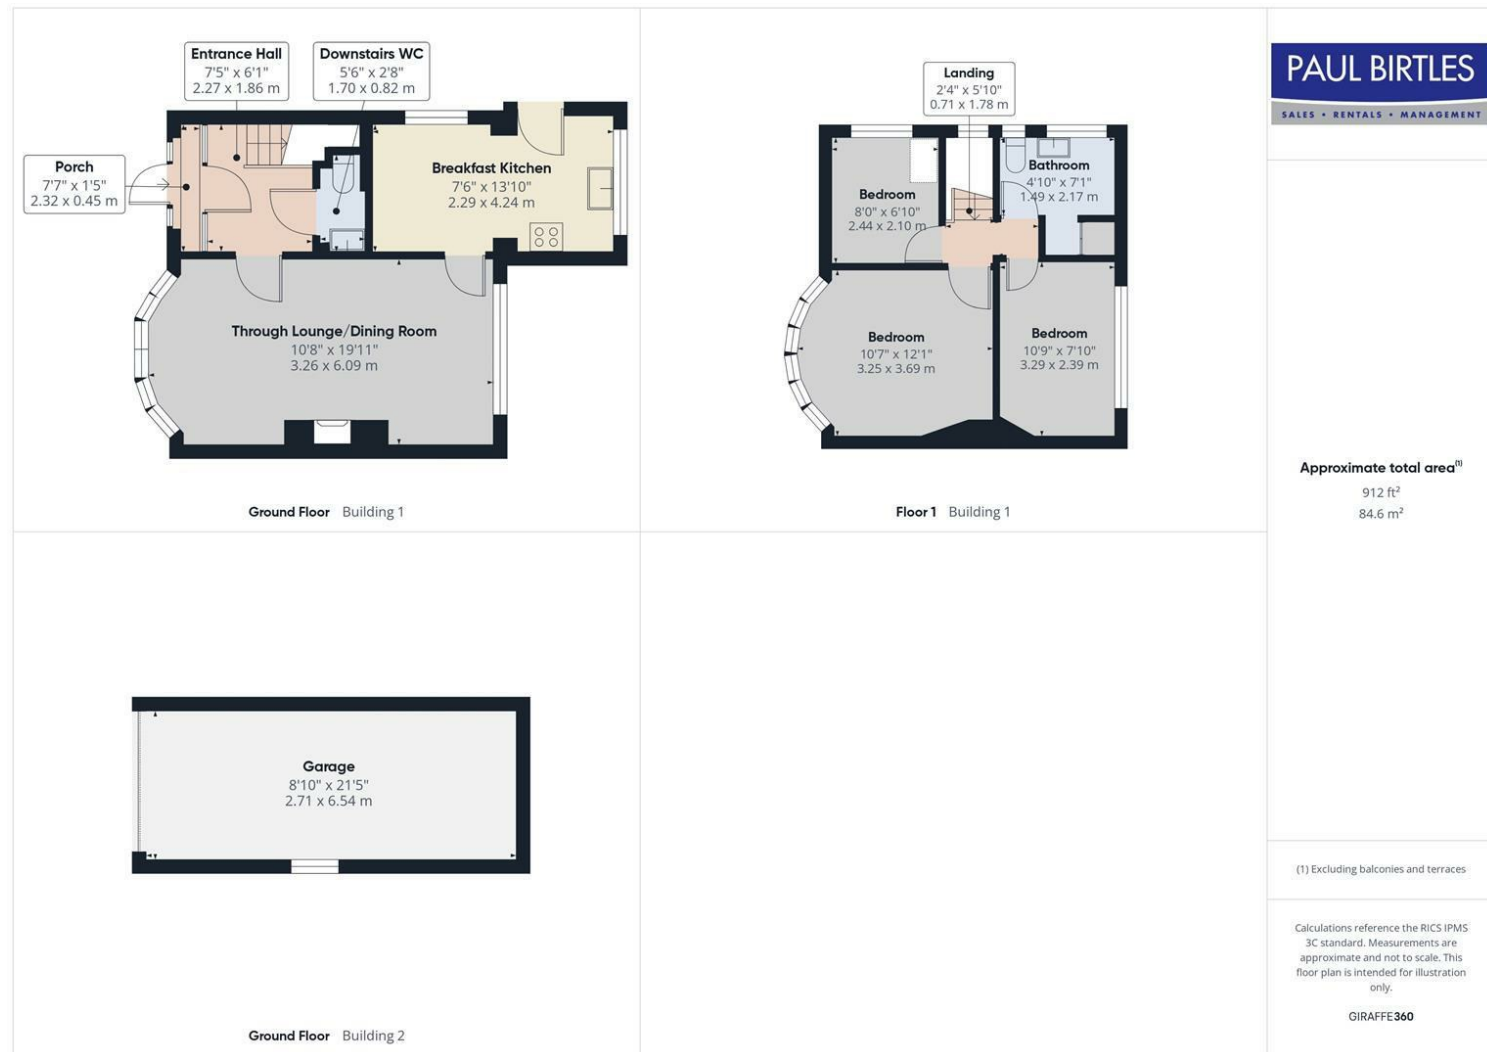 Entrance Hall
7'5" x 6'1"
2.27 x 1.86 m
Downstairs WC
5'6" x 2'8"
1.70 x 0.82 m
Porch
7'7" x 1'5"
2.32 x 0.45 m
Breakfast Kitchen
7'6" x 13'10"
2.29 x 4.24 m
Through Lounge/Dining Room
10'8" x 19'11"
3.26 x 6.09 m
Ground Floor Building 1
Landing
2'4" x 5'10"
0.71 x 1.78 m
Bathroom
4'10" x 7'1"
1.49 x 2.17 m
Bedroom
8'0" x 6'10"
2.44 x 2.10 m
Bedroom
10'7" x 12'1"
3.25 x 3.69 m
Bedroom
10'9" x 7'10"
3.29 x 2.39 m
Floor 1 Building 1
Garage
8'10" x 21'5"
2.71 x 6.54 m
Ground Floor Building 2
PAUL BIRTLES
SALES • RENTALS • MANAGEMENT
Approximate total area(1)
912 ft²
84.6 m²
(1) Excluding balconies and terraces
Calculations reference the RICS IPMS
3C standard. Measurements are
approximate and not to scale. This
floor plan is intended for illustration
only.
GIRAFFE360